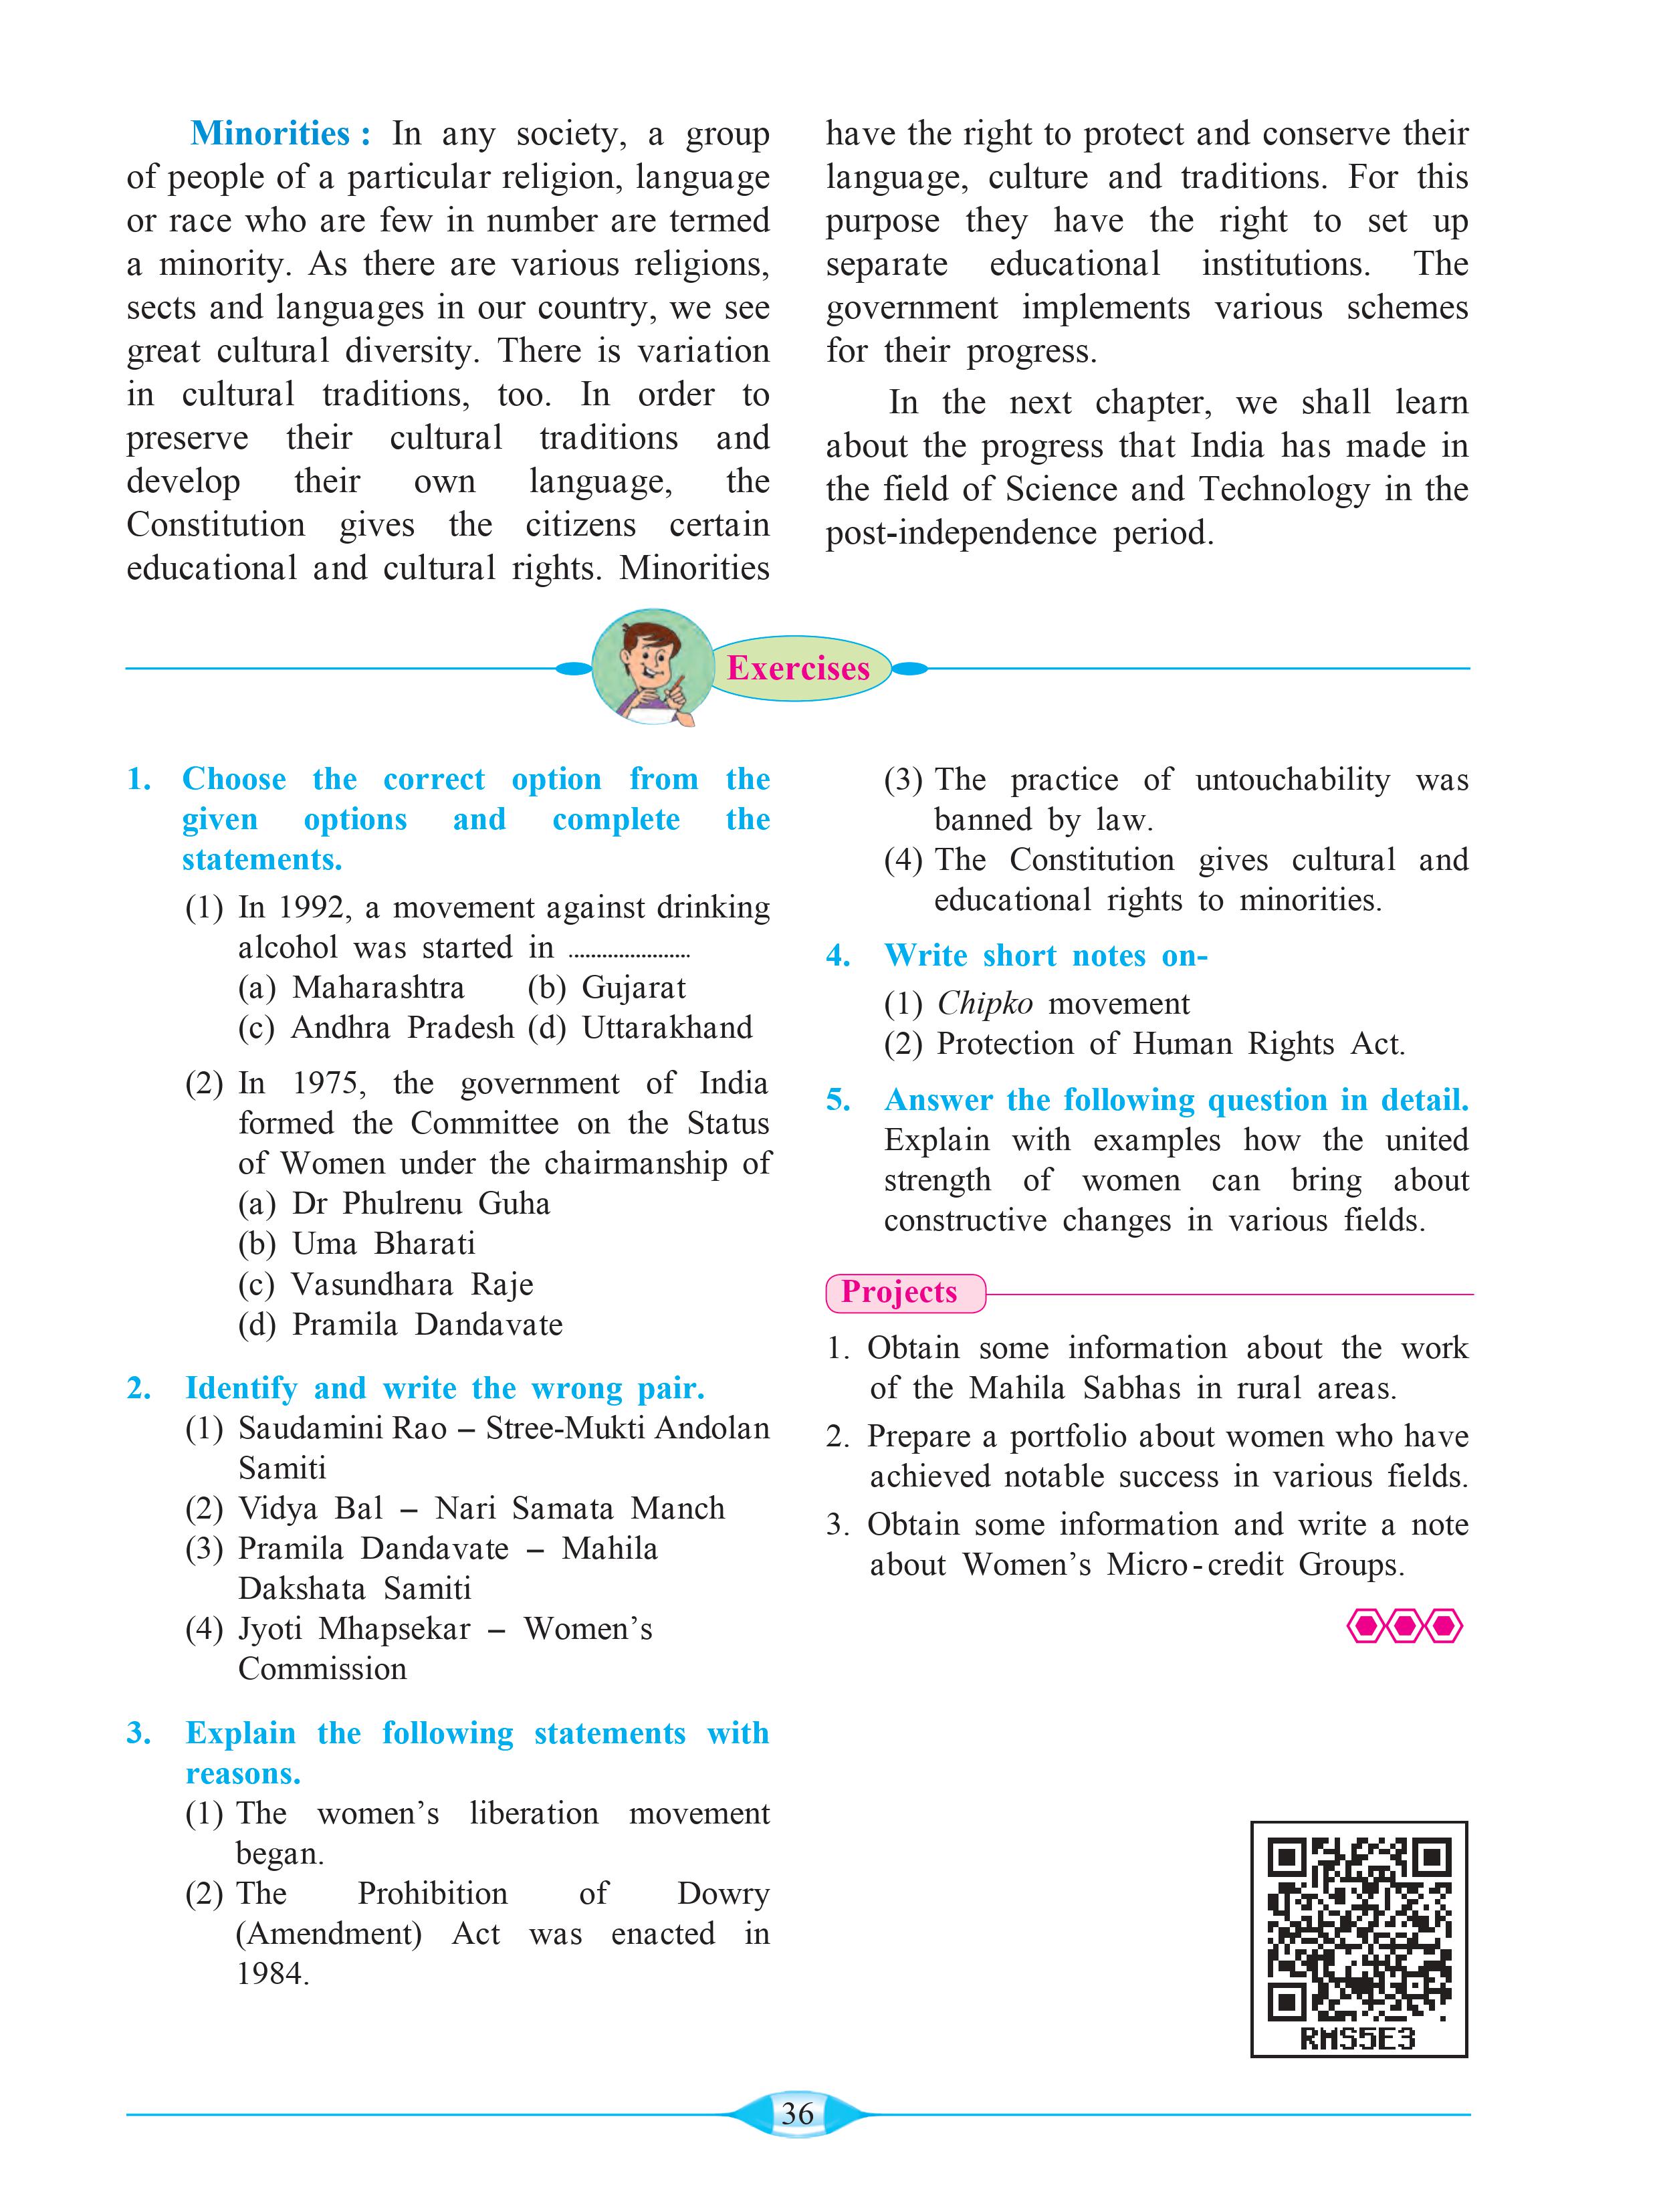 Minorities : In any society, a group
of people of a particular religion, language
or race who are few in number are termed
a minority. As there are various religions,
sects and languages in our country, we see
great cultural diversity. There is variation
in cultural traditions, too. In order to
preserve their cultural traditions and
develop their own language, the
Constitution gives the citizens certain
educational and cultural rights. Minorities
have the right to protect and conserve their
language, culture and traditions. For this
purpose they have the right to set up
separate educational institutions. The
government implements various schemes
for their progress.
In the next chapter, we shall learn
about the progress that India has made in
the field of Science and Technology in the
post-independence period.
Exercises
1. Choose the correct option from the
given options and complete the
statements.
(1) In 1992, a movement against drinking
alcohol was started in ......................
(a) Maharashtra (b) Gujarat
(c) Andhra Pradesh (d) Uttarakhand
(2) In 1975, the government of India
formed the Committee on the Status
of Women under the chairmanship of
(a) Dr Phulrenu Guha
(b) Uma Bharati
(c) Vasundhara Raje
(d) Pramila Dandavate
2. Identify and write the wrong pair.
(1) Saudamini Rao – Stree-Mukti Andolan
Samiti
(2) Vidya Bal – Nari Samata Manch
(3) Pramila Dandavate – Mahila
Dakshata Samiti
(4) Jyoti Mhapsekar – Women's
Commission
3. Explain the following statements with
reasons.
(1) The women's liberation movement
began.
(2) The Prohibition of Dowry
(Amendment) Act was enacted in
1984.
(3) The practice of untouchability was
banned by law.
(4) The Constitution gives cultural and
educational rights to minorities.
4. Write short notes on-
(1) Chipko movement
(2) Protection of Human Rights Act.
5. Answer the following question in detail.
Explain with examples how the united
strength of women can bring about
constructive changes in various fields.
Projects
1. Obtain some information about the work
of the Mahila Sabhas in rural areas.
2. Prepare a portfolio about women who have
achieved notable success in various fields.
3. Obtain some information and write a note
about Women's Micro-credit Groups.
RMS5E3
36